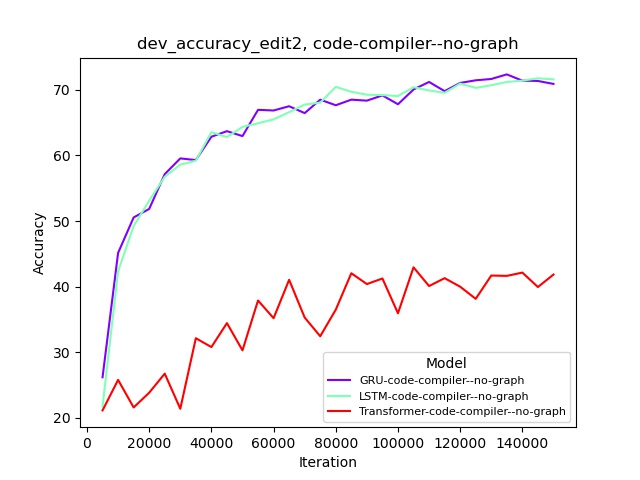 dev_accuracy_edit2, code-compiler--no-graph
Accuracy
70
60
50
40
30
20
0 20000 40000 60000 80000 100000 120000 140000
Iteration
Model
GRU-code-compiler--no-graph
LSTM-code-compiler--no-graph
Transformer-code-compiler--no-graph